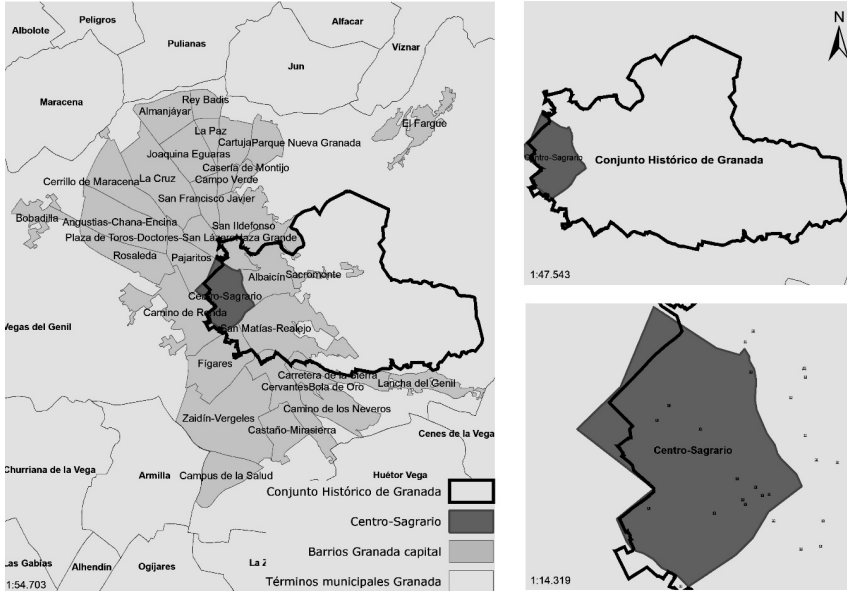 Peligros
Alfacar
Albolote
Pulianas
Víznar
Jun
Maracena
Rey Badis
Almanjáyar
La Paz
El Fargue
Cartuja
Parque Nueva Granada
Joaquina Eguaras
Casería de Montijo
Cerrillo de Maracena
La Cruz
Campo Verde
San Francisco Javier
Bobadilla
Angustias-Chana-Encina
San Ildefonso
Plaza de Toros-Doctores-San Lázaro
Haza Grande
Rosaleda
Pajaritos
Albaicín
Sacromonte
Centro-Sagrario
Camino de Ronda
Vegas del Genil
San Matías-Realejo
Fígares
Carretera de la Sierra
Cervantes
Bola de Oro
Lancha del Genil
Zaidín-Vergeles
Camino de los Neveros
Castaño-Mirasierra
Cenes de la Vega
Churriana de la Vega
Armilla
Campus de la Salud
Huétor Vega
Conjunto Histórico de Granada
Centro-Sagrario
Barrios Granada capital
Términos municipales Granada
Las Gabias
Alhendín
Ogíjares
La Z
1:54.703
N
Centro-Sagrario
Conjunto Histórico de Granada
1:47.543
Centro-Sagrario
1:14.319